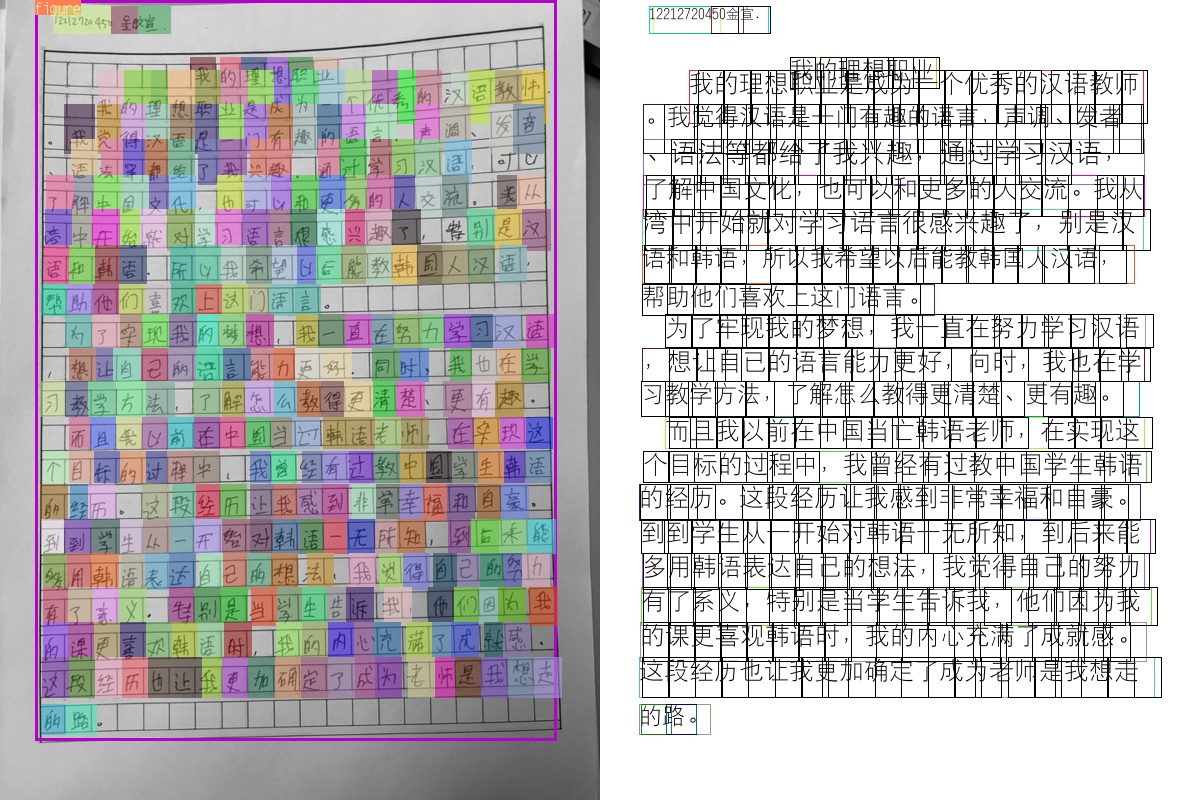 figure
12212720450
我的理想职业
我的理想职业是成为一个优秀的汉语教师
。我觉得汉语是一门有趣的语言，声调、发音
、语法等都给了我兴趣。通过学习汉语，可以
了解中国文化，也可以和更多的人交流。我从
高中开始就对学习语言很感兴趣了，特别是汉
语和韩语。所以我希望以后能教韩国人汉语，
帮助他们喜欢上这门语言。
为了实现我的梦想，我一直在努力学习汉语
，想让自己的语言能力更好。同时，我也在学
习教学方法，了解怎么教得更清楚、更有趣。
而且我以前在中国当过韩语老师，在实现这
个目标的过程中，我曾经有过教中国学生韩语
的经历。这段经历让我感到非常幸福和自豪。
看到学生从一开始对韩语一无所知，到后来能
够用韩语表达自己的想法，我觉得自己的努力
有了意义。特别是当学生告诉我，他们因为我
的课更喜欢韩语时，我的内心充满了成就感。
这段经历也让我更加确定了成为老师是我想走
的路。
12212720450金宣.
我的理想职业
我的理想职业是成为一个优秀的汉语教师
。我觉得汉语是十门有趣的语言，声调、发者
、语法等都给了我兴趣，通过学习汉语，
了解中国文化，也可以和更多的人交流。我从
湾中开始就对学习语言很感兴趣了，别是汉
语和韩语，所以我希望以后能教韩国人汉语，
帮助他们喜欢上这门语言。
为了牢现我的梦想，我一直在努力学习汉语
，想让自已的语言能力更好，向时，我也在学
习教学方法，了解怎么教得更清楚、更有趣。
而且我以前在中国当亡韩语老师，在实现这
个目标的过程中，我曾经有过教中国学生韩语
的经历。这段经历让我感到非常幸福和自豪。
到到学生从一开始对韩语一无所知，到后来能
多用韩语表达自己的想法，我觉得自己的努力
有了系义，特别是当学生告诉我，他们因为我
的课更喜观韩语时，我的内心充满了成就感。
这段经历也让我更加确定了成为老师是我想走
的路。